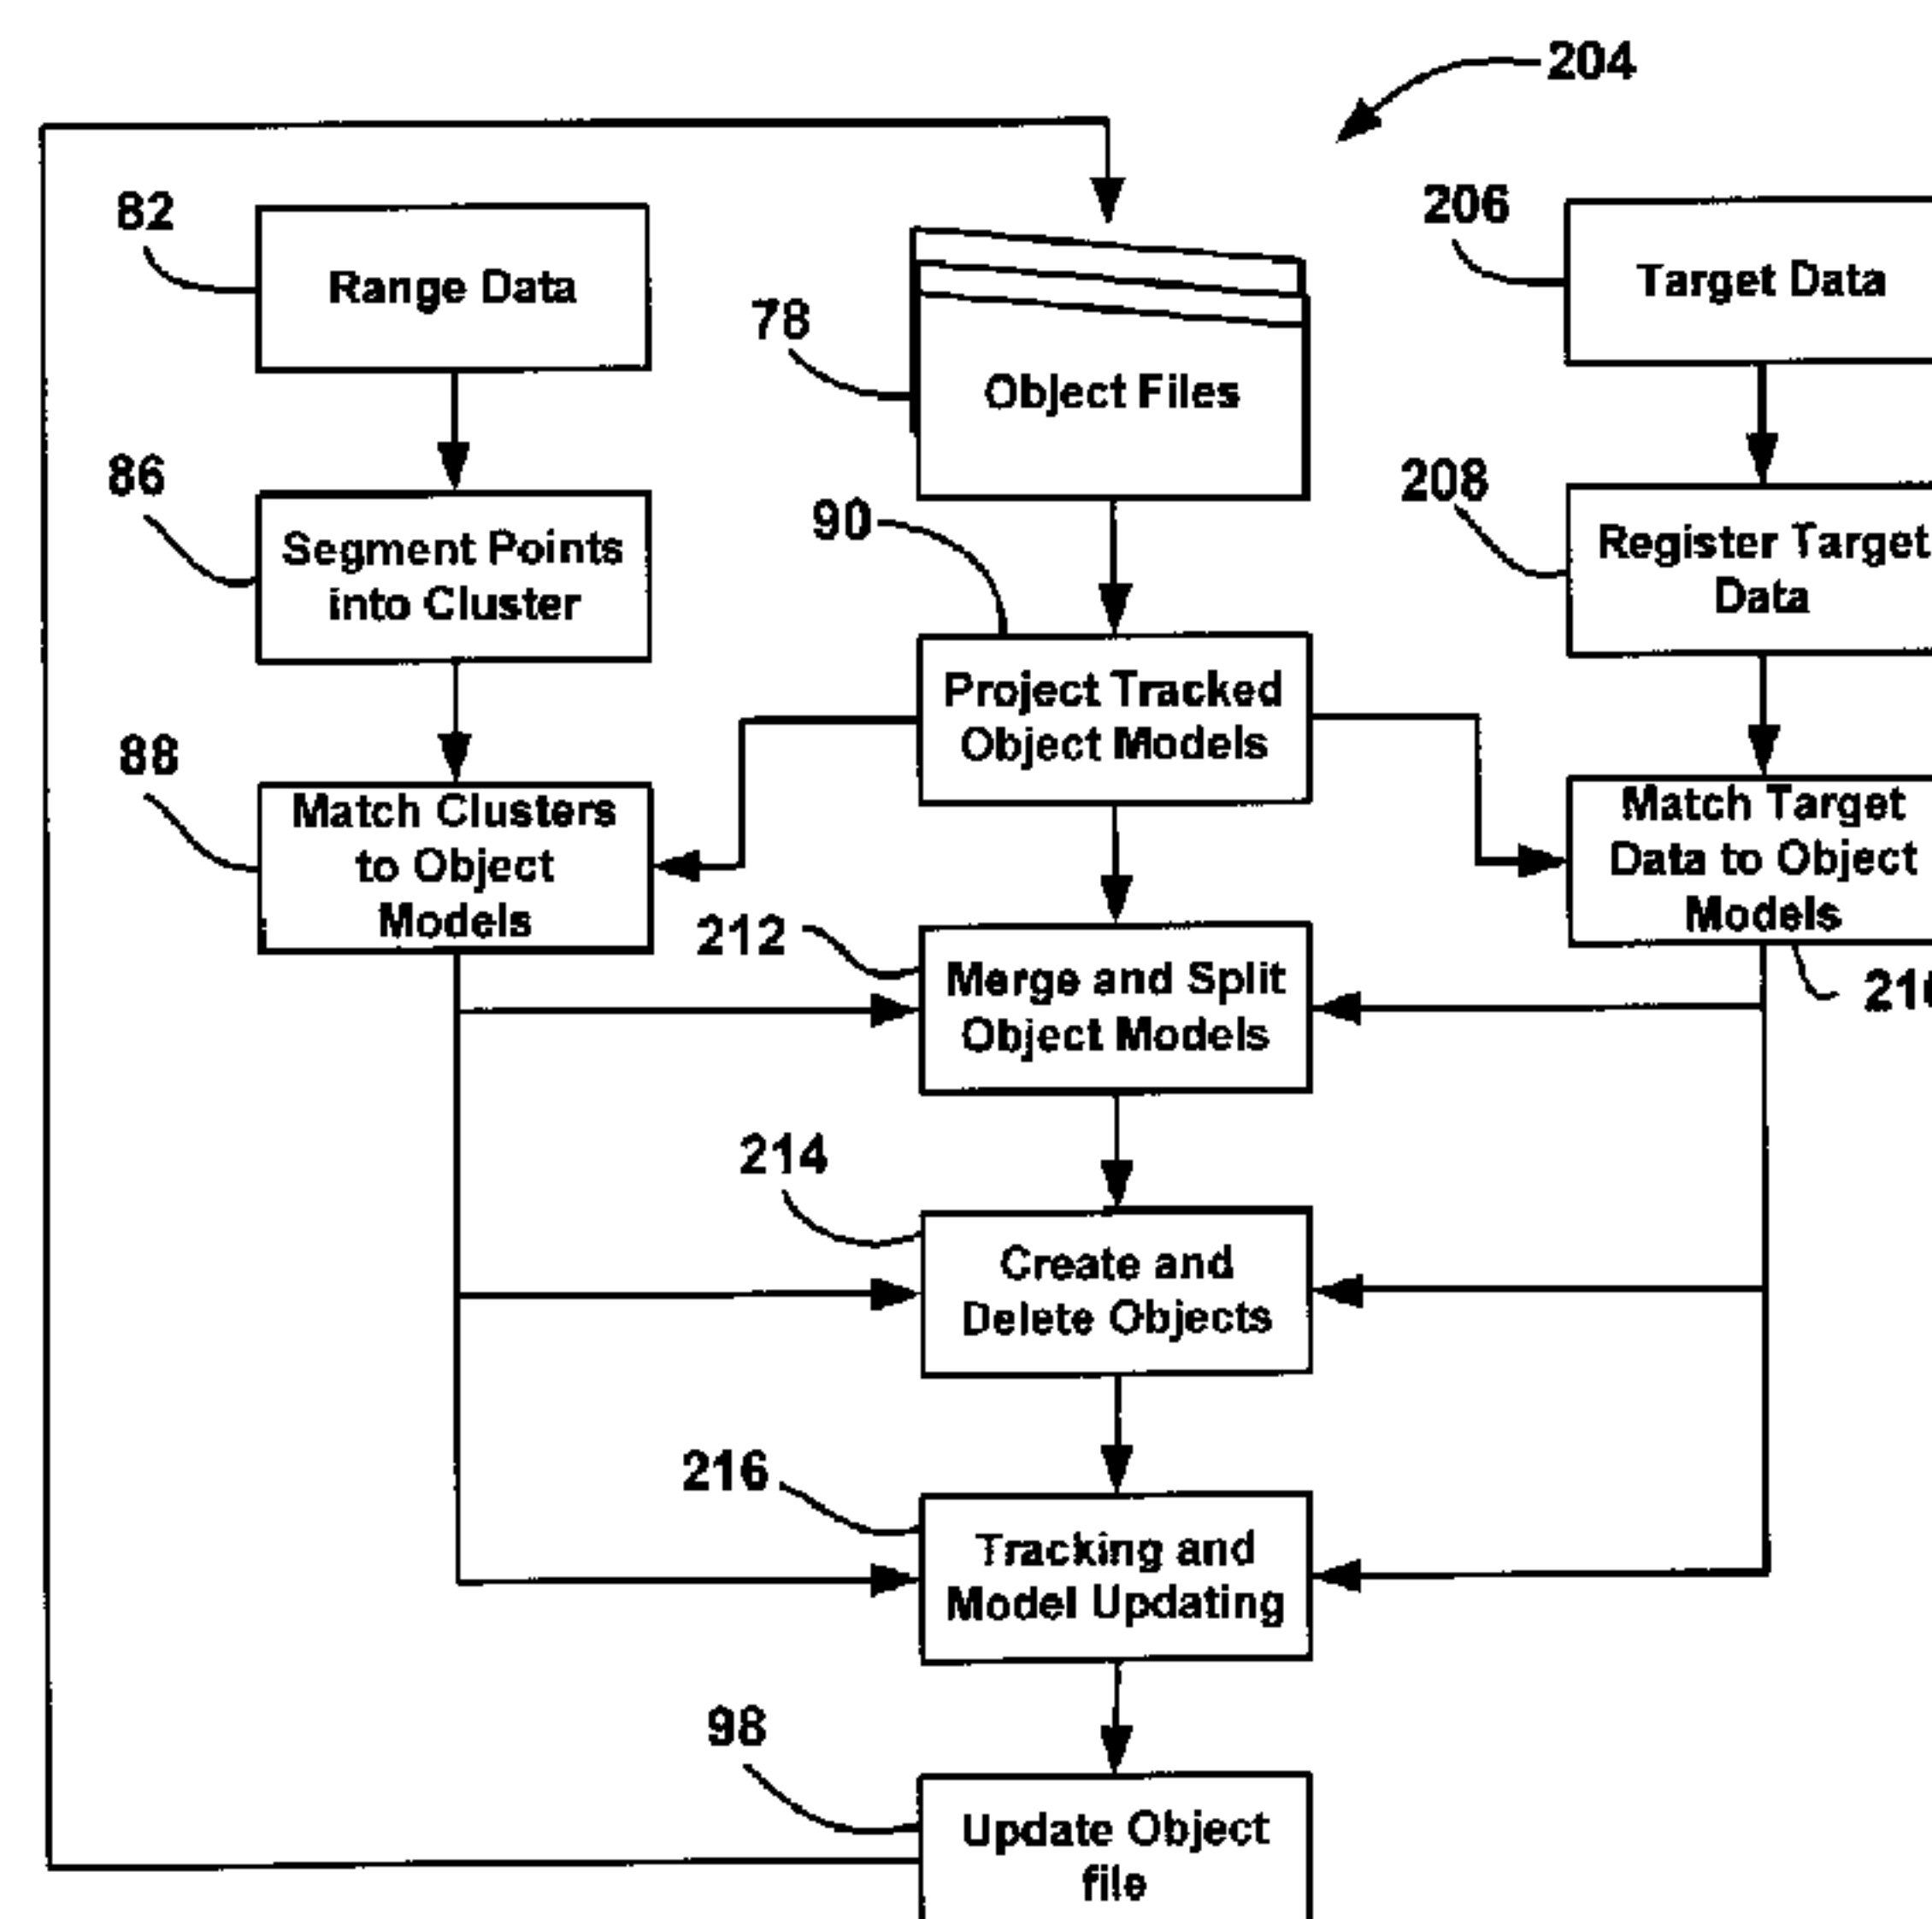 204
82
Range Data
206
Target Data
78
Object Files
86
Segment Points
into Cluster
90
208
Register Target
Data
88
Match Clusters
to Object
Models
Project Tracked
Object Models
Match Target
Data to Object
Models
212
Merge and Split
Object Models
214
Create and
Delete Objects
216
Tracking and
Model Updating
98
Update Object
file